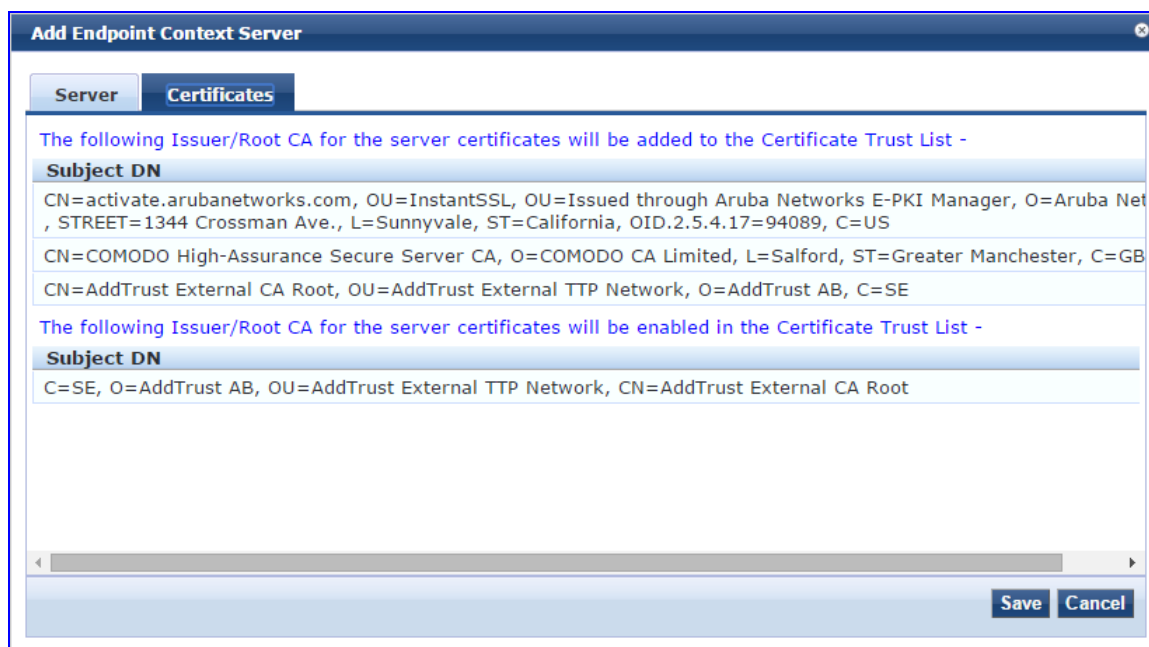 Add Endpoint Context Server
Server Certificates
The following Issuer/Root CA for the server certificates will be added to the Certificate Trust List -
Subject DN
CN=activate.arubanetworks.com, OU=InstantSSL, OU=Issued through Aruba Networks E-PKI Manager, O=Aruba Net
, STREET=1344 Crossman Ave., L=Sunnyvale, ST=California, OID.2.5.4.17=94089, C=US
CN=COMODO High-Assurance Secure Server CA, O=COMODO CA Limited, L=Salford, ST=Greater Manchester, C=GB
CN=AddTrust External CA Root, OU=AddTrust External TTP Network, O=AddTrust AB, C=SE
The following Issuer/Root CA for the server certificates will be enabled in the Certificate Trust List -
Subject DN
C=SE, O=AddTrust AB, OU=AddTrust External TTP Network, CN=AddTrust External CA Root
Save Cancel